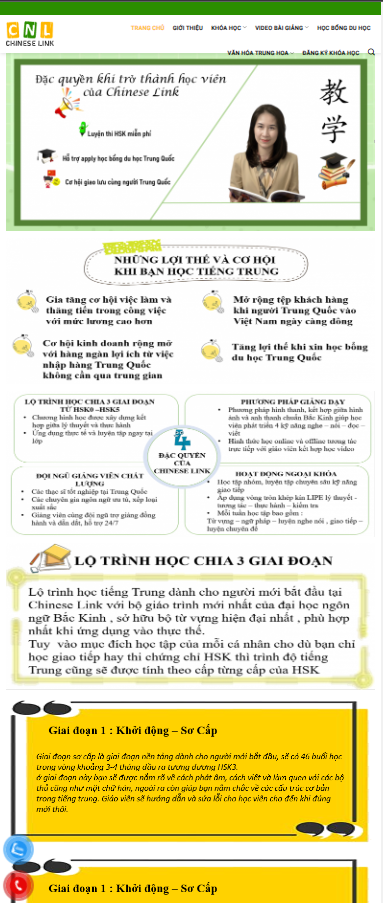 CNL
CHINESE LINK
TRANG CHỦ GIỚI THIỆU KHÓA HỌC VIDEO BÀI GIẢNG HỌC BỔNG DU HỌC
VĂN HÓA TRUNG HOA ĐĂNG KÝ KHÓA HỌC
Đặc quyền khi trở thành học viên
của Chinese Link
Luyện thi HSK miễn phí
Hỗ trợ apply học bổng du học Trung Quốc
Cơ hội giao lưu cùng người Trung Quốc
教
学
NHỮNG LỢI THẾ VÀ CƠ HỘI
KHI BẠN HỌC TIẾNG TRUNG
Gia tăng cơ hội việc làm và
thăng tiến trong công việc
với mức lương cao hơn
Mở rộng tệp khách hàng
khi người Trung Quốc vào
Việt Nam ngày càng đông
Cơ hội kinh doanh rộng mở
với hàng ngàn lợi ích từ việc
nhập hàng Trung Quốc
không cần qua trung gian
Tăng lợi thế khi xin học bổng
du học Trung Quốc
LỘ TRÌNH HỌC CHIA 3 GIAI ĐOẠN
TỪ HSK0 –HSK5
Chương hình học được xây dựng kết
hợp giữa lý thuyết và thực hành
Ứng dụng thực tế và luyện tập ngay tại
lớp
PHƯƠNG PHÁP GIẢNG DẠY
Phương pháp hình thanh, kết hợp giữa hình
ảnh và anh thanh chuẩn Bắc Kinh giúp học
viên phát triển 4 kỹ năng nghe – nói – đọc –
viết
Hình thức học online và offline tương tác
trực tiếp với giáo viên kết hợp học video
4
ĐẶC QUYỀN
CỦA
CHINESE LINK
ĐỘI NGŨ GIẢNG VIÊN CHẤT
LƯỢNG
Các thạc sĩ tốt nghiệp tại Trung Quốc
Các chuyên gia ngôn ngữ ưu tú, xếp loại
xuất sắc
Giảng viên cùng đội ngũ trợ giảng đồng
hành và dẫn dắt, hỗ trợ 24/7
HOẠT ĐỘNG NGOẠI KHÓA
Học tập nhóm, luyện tập chuyên sâu kỹ năng
giao tiếp
Áp dụng vòng tròn khép kín LIPE lý thuyết -
tương tác – thực hành – kiểm tra
Mỗi tuần học tập bao gồm :
Từ vựng – ngữ pháp – luyện nghe nói , giao tiếp –
luyện chuyên đề
LỘ TRÌNH HỌC CHIA 3 GIAI ĐOẠN
Lộ trình học tiếng Trung dành cho người mới bắt đầu tại
Chinese Link với bộ giáo trình mới nhất của đại học ngôn
ngữ Bắc Kinh , sở hữu bộ từ vựng hiện đại nhất , phù hợp
nhất khi ứng dụng vào thực thế.
Tuy vào mục đích học tập của mỗi cá nhân cho dù bạn chỉ
học giao tiếp hay thi chứng chỉ HSK thì trình độ tiếng
Trung cũng sẽ được tính theo cấp từng cấp của HSK
Giai đoạn 1 : Khởi động – Sơ Cấp
Giai đoạn sơ cấp là giai đoạn nền tảng dành cho người mới bắt đầu, sẽ có 46 buổi học
trong vòng khoảng 3-4 tháng đầu ra tương đương HSK3.
ở giai đoạn này bạn sẽ được nắm rõ về cách phát âm, cách viết và làm quen với các bộ
thủ cũng như mặt chữ hán, ngoài ra còn giúp bạn nắm chắc về các cấu trúc cơ bản
trong tiếng trung. Giáo viên sẽ hướng dẫn và sửa lỗi cho học viên cho đến khi đúng
mới thôi.
Giai đoạn 1 : Khởi động – Sơ Cấp